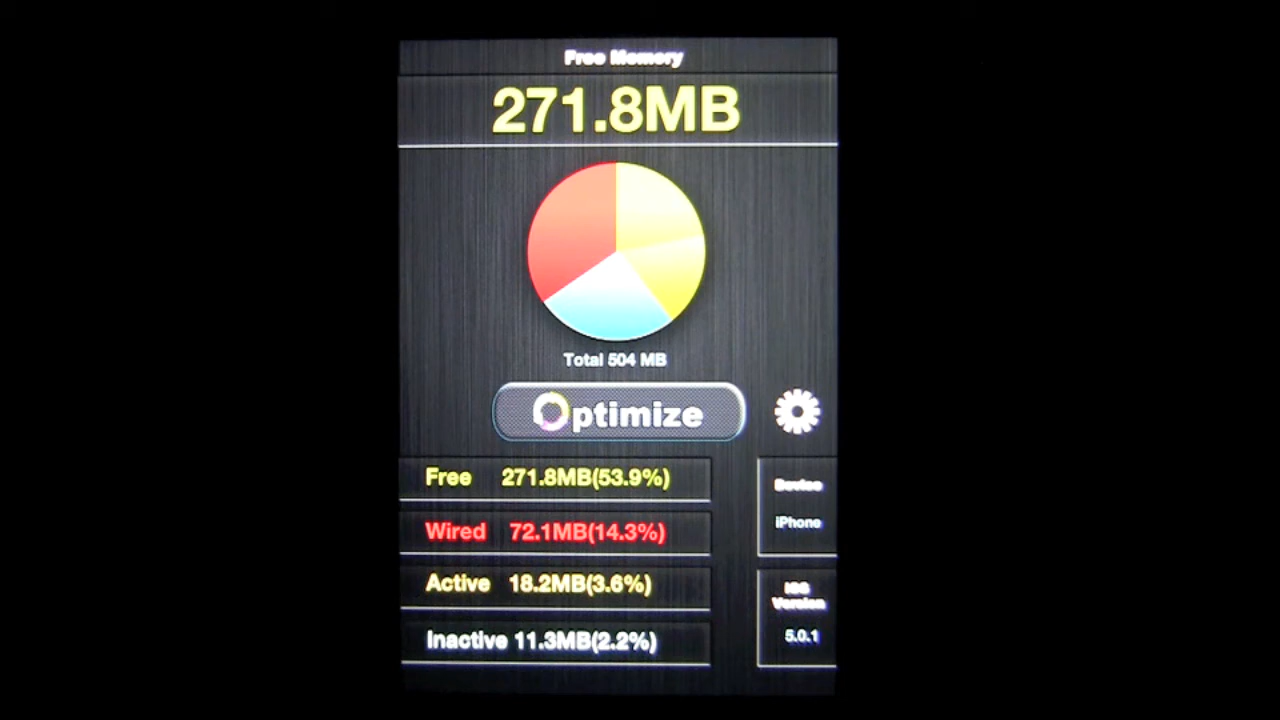 Free Memory
271.8MB
Total 504 MB
Optimize
Free 271.8MB(53.9%)
Wired 72.1MB(14.3%)
Active 18.2MB(3.6%)
Inactive 11.3MB(2.2%)
Device
iPhone
iOS
Version
5.0.1